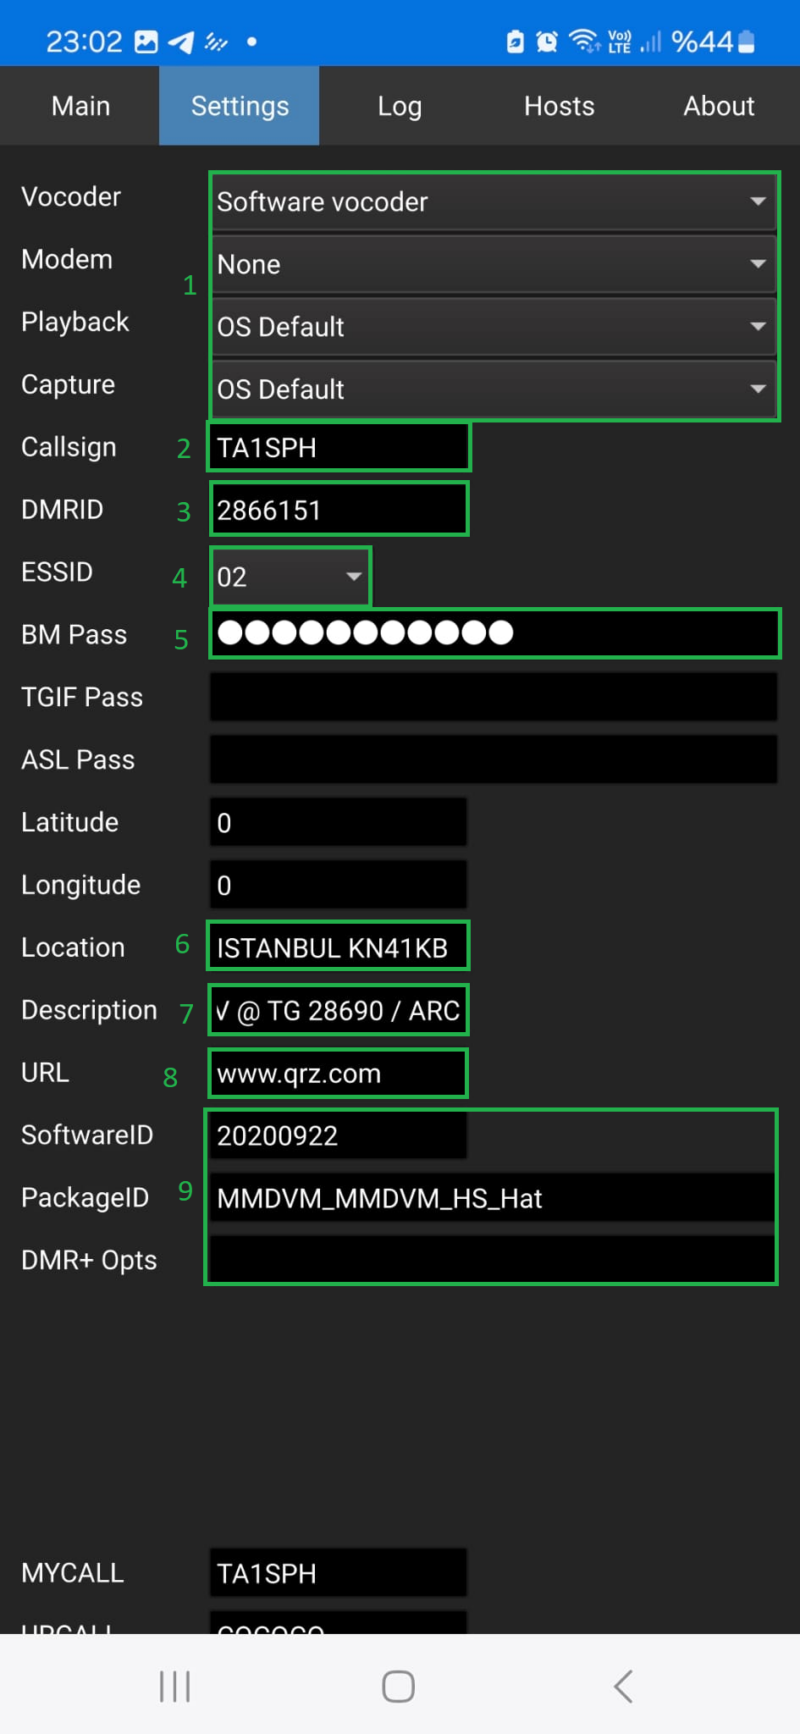 23:02 Vo)) LTE %44
Main Settings Log Hosts About
Vocoder Software vocoder
Modem None
1
Playback OS Default
Capture OS Default
Callsign 2 TA1SPH
DMRID 3 2866151
ESSID 4 02
BM Pass 5 ●●●●●●●●●●●
TGIF Pass
ASL Pass
Latitude 0
Longitude 0
Location 6 ISTANBUL KN41KB
Description 7 V @ TG 28690 / ARC
URL 8 www.qrz.com
SoftwareID 20200922
PackageID 9 MMDVM_MMDVM_HS_Hat
DMR+ Opts
MYCALL TA1SPH